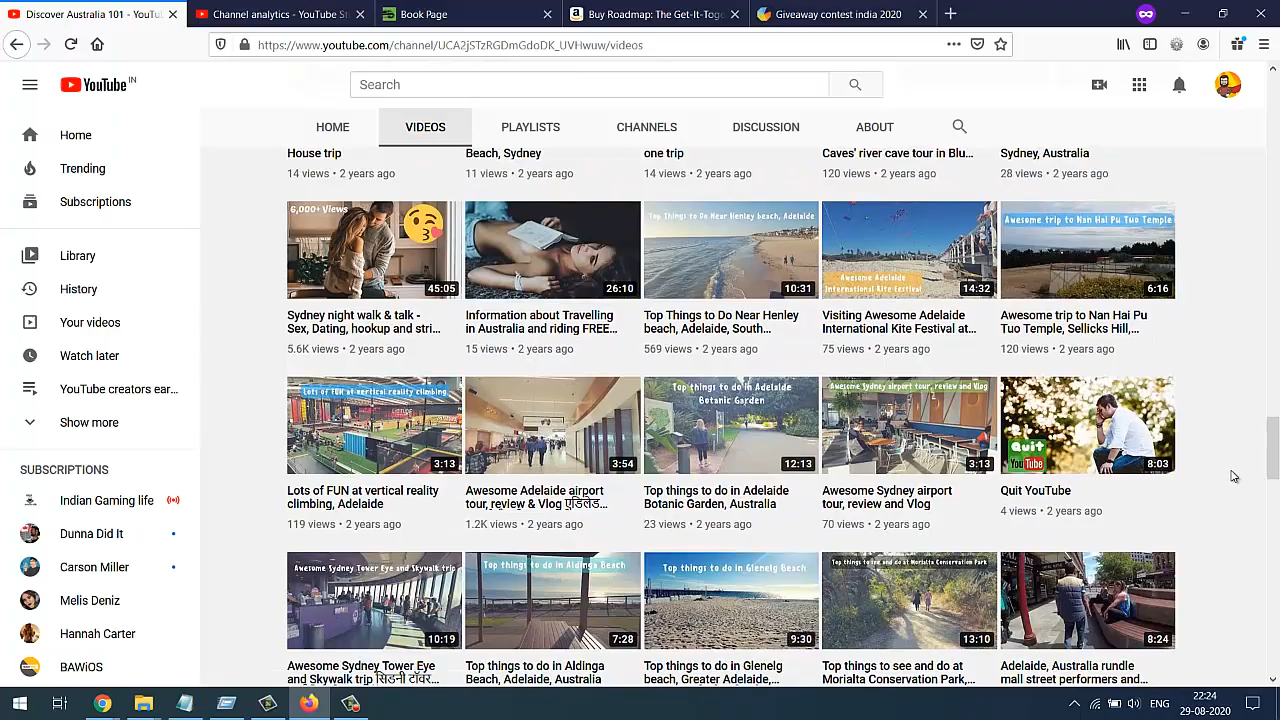 Discover Australia 101 - YouTu
Channel analytics - YouTube St
Book Page
Buy Roadmap: The Get-It-Toge
Giveaway contest india 2020
https://www.youtube.com/channel/UCA2jSTzRGDmGdoDK_UVHwuw/videos
YouTube IN
Search
HOME
VIDEOS
PLAYLISTS
CHANNELS
DISCUSSION
ABOUT
Home
Trending
Subscriptions
Library
History
Your videos
Watch later
YouTube creators ear...
Show more
SUBSCRIPTIONS
Indian Gaming life
Dunna Did It
Carson Miller
Melis Deniz
Hannah Carter
BAWiOS
House trip
14 views • 2 years ago
Beach, Sydney
11 views • 2 years ago
one trip
14 views • 2 years ago
Caves' river cave tour in Blu...
120 views • 2 years ago
Sydney, Australia
28 views • 2 years ago
6,000+ Views
45:05
Sydney night walk & talk -
Sex, Dating, hookup and stri...
5.6K views • 2 years ago
26:10
Information about Travelling
in Australia and riding FREE...
15 views • 2 years ago
Top Things to Do Near Henley beach, Adelaide
10:31
Top Things to Do Near Henley
beach, Adelaide, South...
569 views • 2 years ago
Awesome Adelaide
International Kite Festival
14:32
Visiting Awesome Adelaide
International Kite Festival at...
75 views • 2 years ago
Awesome trip to Nan Hai Pu Tuo Temple
6:16
Awesome trip to Nan Hai Pu
Tuo Temple, Sellicks Hill,...
120 views • 2 years ago
Lots of FUN at vertical reality climbing
3:13
Lots of FUN at vertical reality
climbing, Adelaide
119 views • 2 years ago
3:54
Awesome Adelaide airport
tour, review & Vlog एडिलेड...
1.2K views • 2 years ago
Top things to do in Adelaide
Botanic Garden
12:13
Top things to do in Adelaide
Botanic Garden, Australia
23 views • 2 years ago
Awesome Sydney airport tour, review and Vlog
3:13
Awesome Sydney airport
tour, review and Vlog
70 views • 2 years ago
Quit
YouTube
8:03
Quit YouTube
4 views • 2 years ago
Awesome Sydney Tower Eye and Skywalk trip
10:19
Awesome Sydney Tower Eye
and Skywalk trip सिडनी टॉवर...
Top things to do in Aldinga Beach
7:28
Top things to do in Aldinga
Beach, Adelaide, Australia
Top things to do in Glenelg Beach
9:30
Top things to do in Glenelg
beach, Greater Adelaide,...
Top things to see and do at Morialta Conservation Park
13:10
Top things to see and do at
Morialta Conservation Park,...
8:24
Adelaide, Australia rundle
mall street performers and...
ENG
22:24
29-08-2020